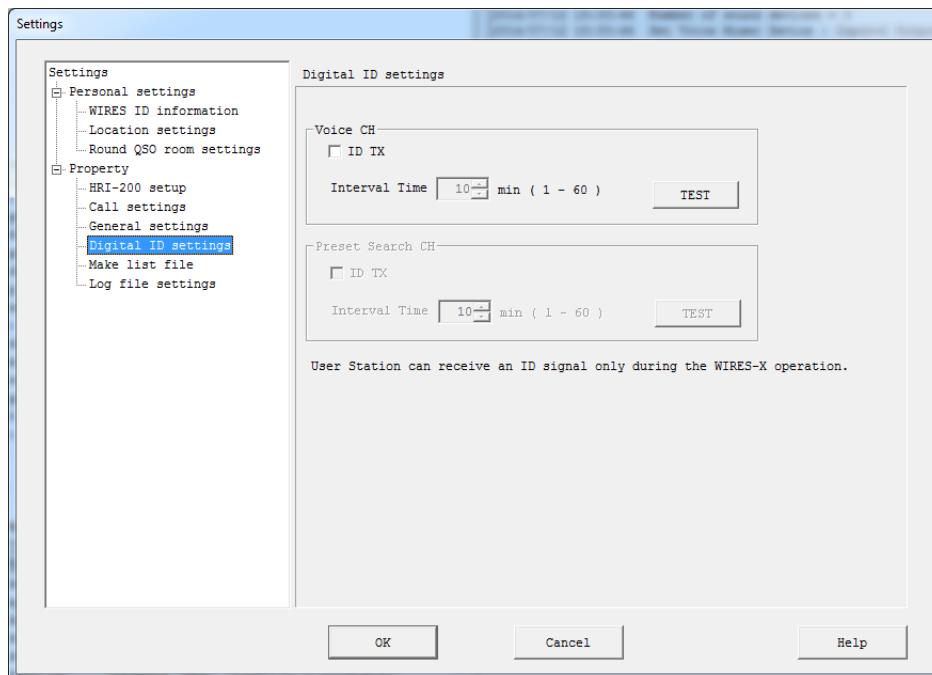 Settings
Settings
Personal settings
WIRES ID information
Location settings
Round QSO room settings
Property
HRI-200 setup
Call settings
General settings
Digital ID settings
Make list file
Log file settings
Digital ID settings
Voice CH
ID TX
Interval Time 10 min ( 1 - 60 ) TEST
Preset Search CH
ID TX
Interval Time 10 min ( 1 - 60 ) TEST
User Station can receive an ID signal only during the WIRES-X operation.
OK Cancel Help